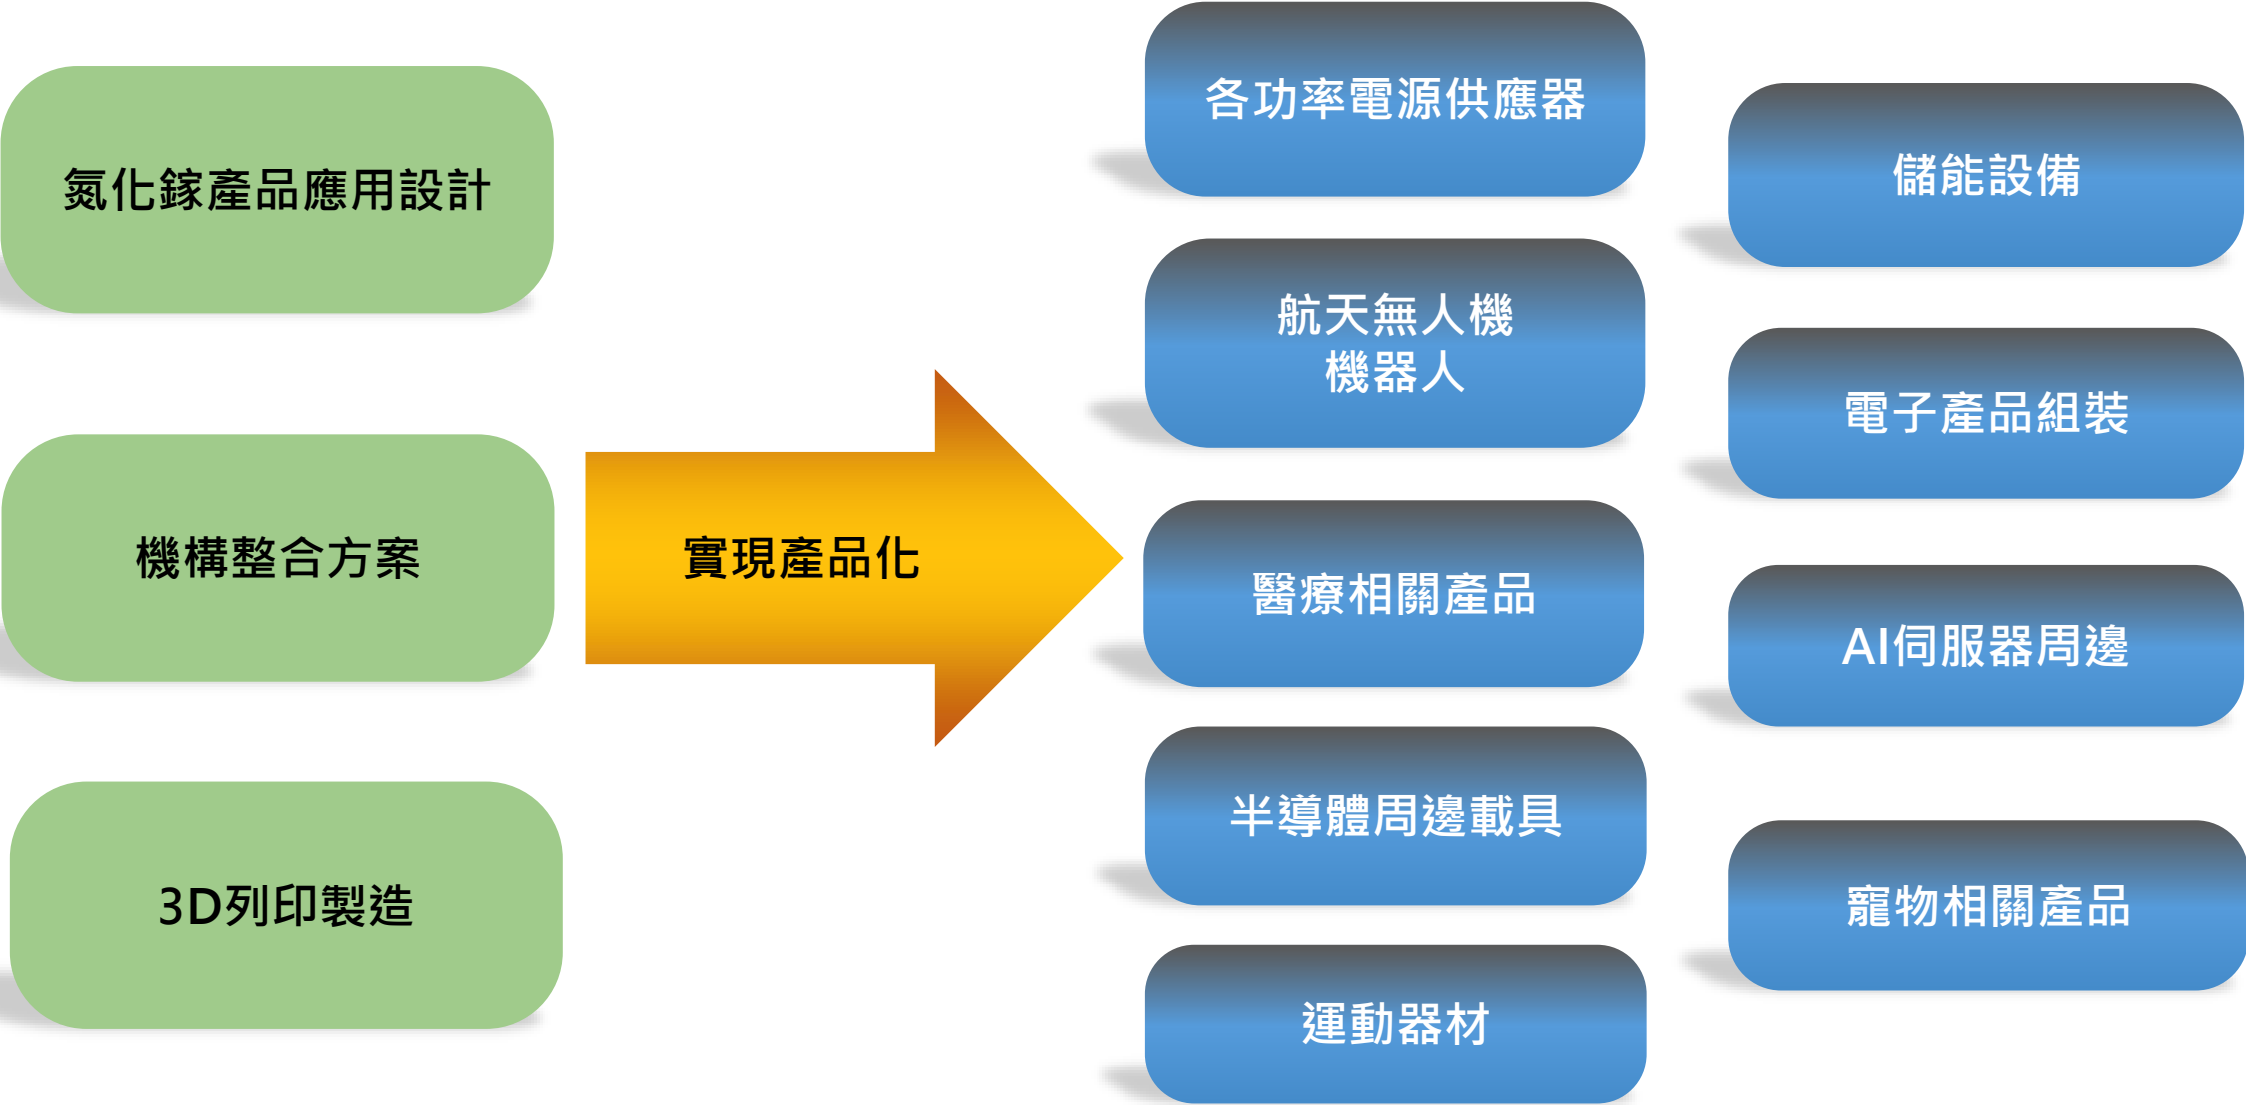 氮化鎵產品應用設計
機構整合方案
3D列印製造
實現產品化
各功率電源供應器
航天無人機
機器人
醫療相關產品
半導體周邊載具
運動器材
儲能設備
電子產品組裝
AI伺服器周邊
寵物相關產品